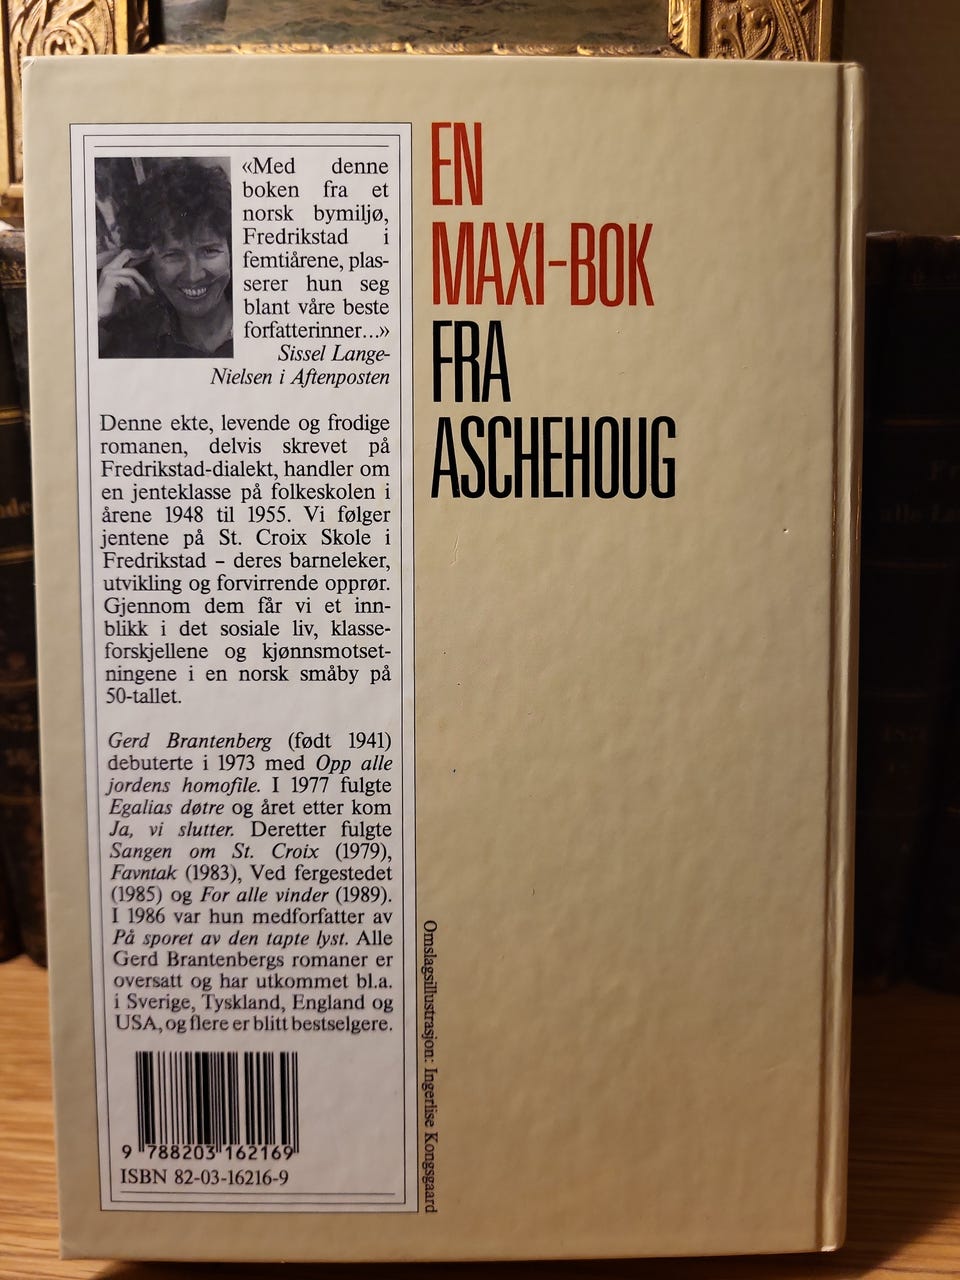 «Med denne
boken fra et
norsk bymiljø,
Fredrikstad i
femtiårene, plas-
serer hun seg
blant våre beste
forfatterinner...»
Sissel Lange-
Nielsen i Aftenposten
Denne ekte, levende og frodige
romanen, delvis skrevet på
Fredrikstad-dialekt, handler om
en jenteklasse på folkeskolen i
årene 1948 til 1955. Vi følger
jentene på St. Croix Skole i
Fredrikstad – deres barneleker,
utvikling og forvirrende opprør.
Gjennom dem får vi et inn-
blikk i det sosiale liv, klasse-
forskjellene og kjønnsmotset-
ningene i en norsk småby på
50-tallet.
Gerd Brantenberg (født 1941)
debuterte i 1973 med Opp alle
jordens homofile. I 1977 fulgte
Egalias døtre og året etter kom
Ja, vi slutter. Deretter fulgte
Sangen om St. Croix (1979),
Favntak (1983), Ved fergestedet
(1985) og For alle vinder (1989).
I 1986 var hun medforfatter av
På sporet av den tapte lyst. Alle
Gerd Brantenbergs romaner er
oversatt og har utkommet bl.a.
i Sverige, Tyskland, England og
USA, og flere er blitt bestselgere.
9 788203 162169
ISBN 82-03-16216-9
Omslagsillustrasjon: Ingerlise Kongsgaard
EN
MAXI-BOK
FRA
ASCHEHOUG